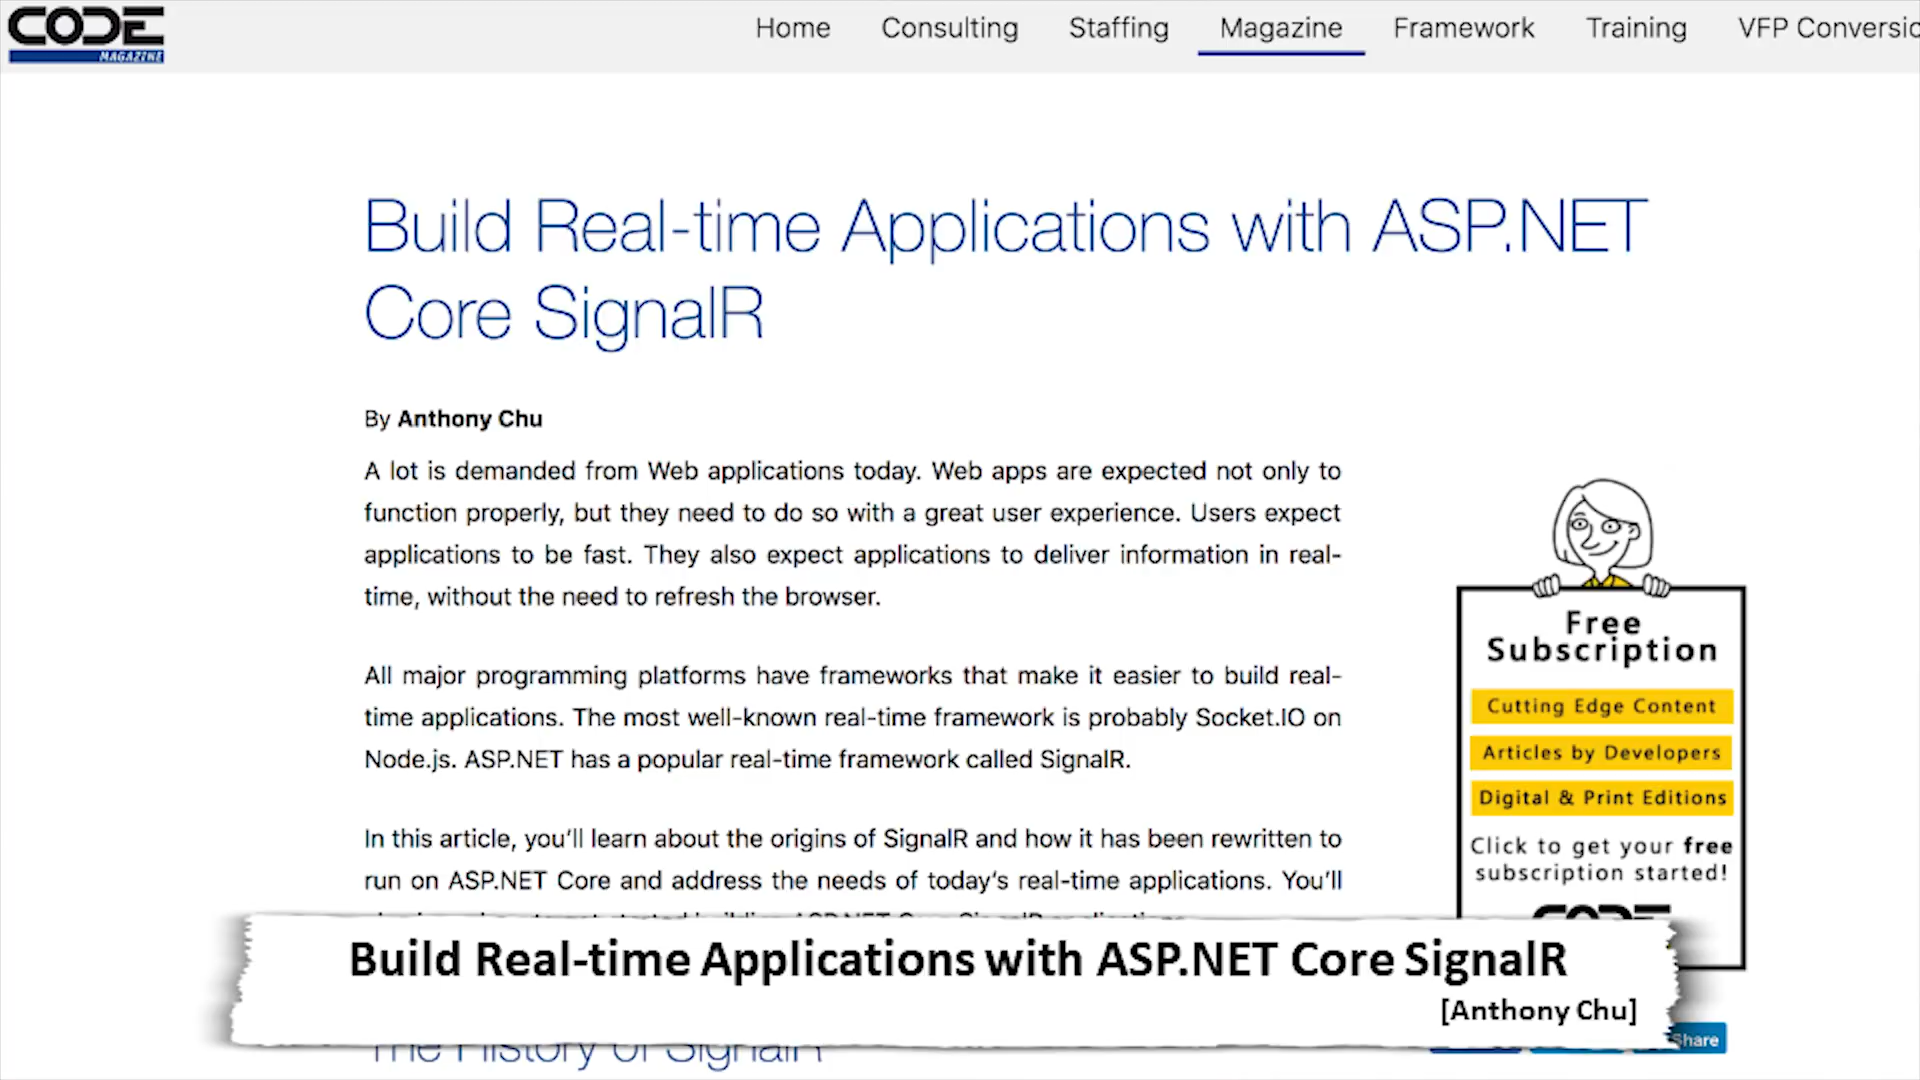 CODE
MAGAZINE
Home Consulting Staffing Magazine Framework Training VFP Conversio
Build Real-time Applications with ASP.NET
Core SignalR
By Anthony Chu
A lot is demanded from Web applications today. Web apps are expected not only to
function properly, but they need to do so with a great user experience. Users expect
applications to be fast. They also expect applications to deliver information in real-
time, without the need to refresh the browser.
All major programming platforms have frameworks that make it easier to build real-
time applications. The most well-known real-time framework is probably Socket.IO on
Node.js. ASP.NET has a popular real-time framework called SignalR.
In this article, you'll learn about the origins of SignalR and how it has been rewritten to
run on ASP.NET Core and address the needs of today's real-time applications. You'll
Free
Subscription
Cutting Edge Content
Articles by Developers
Digital & Print Editions
Click to get your free
subscription started!
CODE
Build Real-time Applications with ASP.NET Core SignalR
[Anthony Chu]
The History of SignalR
Share